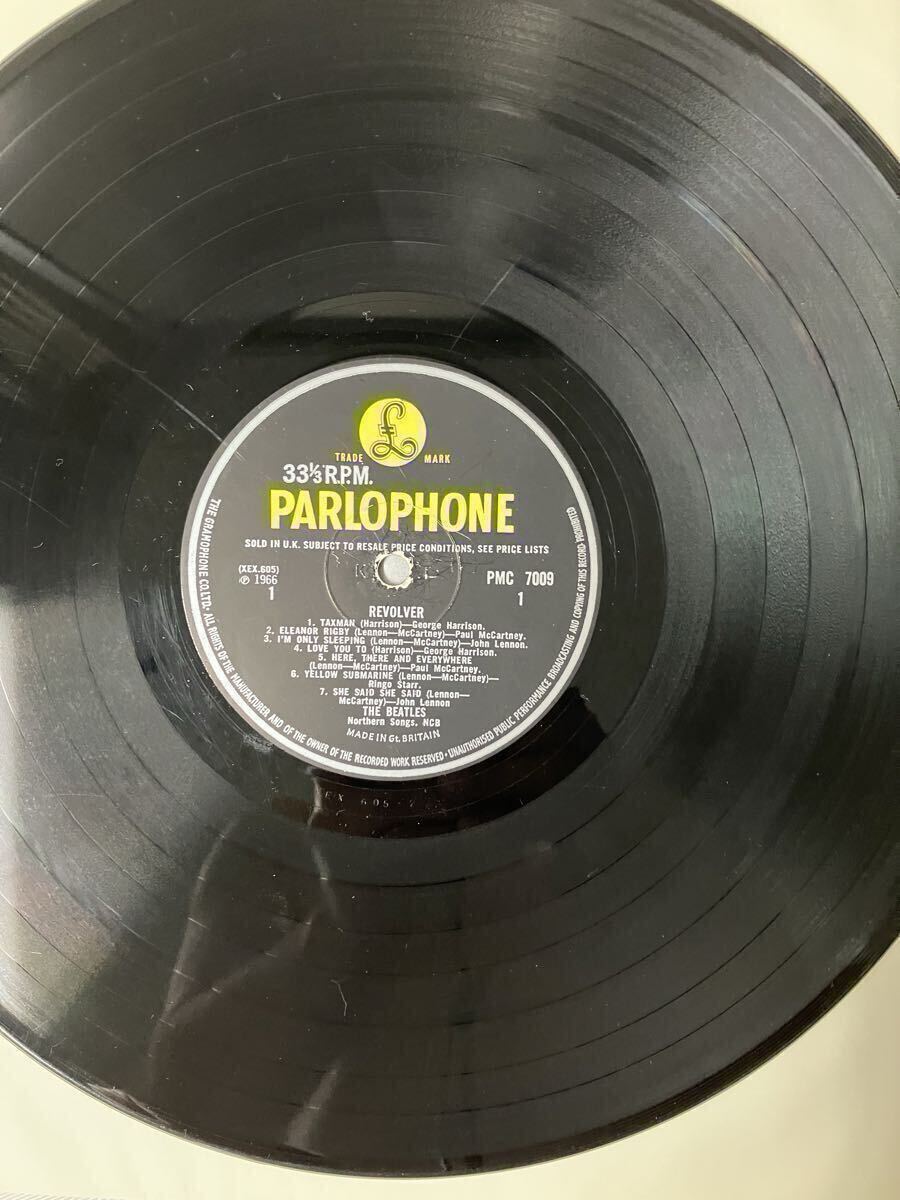 £
TRADE MARK
33⅓ R.P.M.
PARLOPHONE
SOLD IN U.K. SUBJECT TO RESALE PRICE CONDITIONS, SEE PRICE LISTS
(XEX.605)
℗ 1966
1
PMC 7009
1
REVOLVER
1. TAXMAN (Harrison)—George Harrison.
2. ELEANOR RIGBY (Lennon—McCartney)—Paul McCartney.
3. I'M ONLY SLEEPING (Lennon—McCartney)—John Lennon.
4. LOVE YOU TO (Harrison)—George Harrison.
5. HERE, THERE AND EVERYWHERE
(Lennon—McCartney)—Paul McCartney.
6. YELLOW SUBMARINE (Lennon—McCartney)—
Ringo Starr.
7. SHE SAID SHE SAID (Lennon—
McCartney)—John Lennon
THE BEATLES
Northern Songs, NCB
MADE IN Gt. BRITAIN
THE GRAMOPHONE CO. LTD. • ALL RIGHTS OF THE MANUFACTURER AND OF THE OWNER OF THE RECORDED WORK RESERVED • UNAUTHORISED PUBLIC PERFORMANCE BROADCASTING AND COPYING OF THIS RECORD PROHIBITED
605